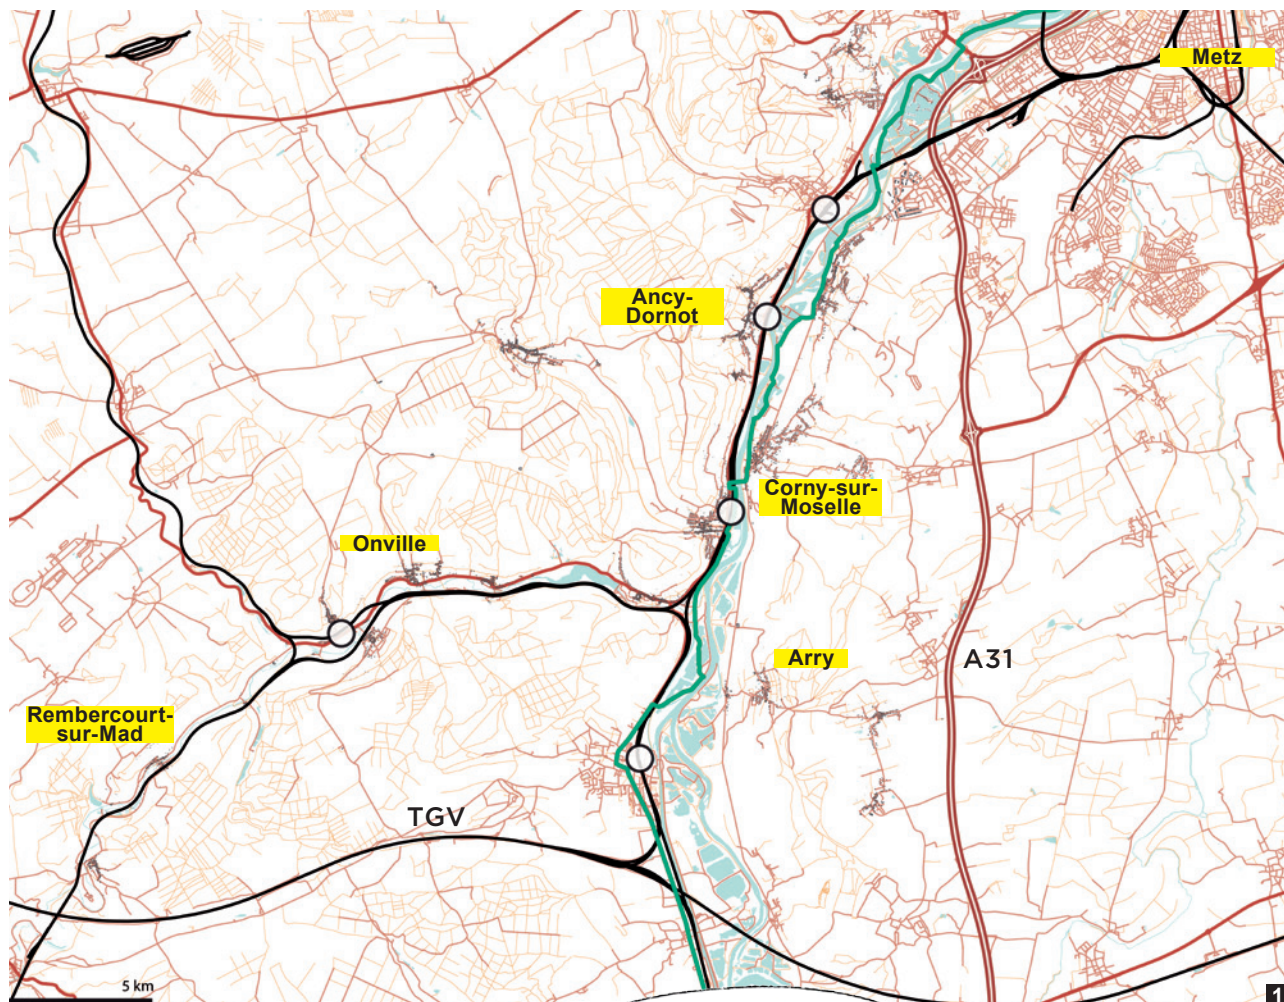 Metz
Ancy-
Dornot
Corny-sur-
Moselle
Onville
Arry
A31
Rembercourt-
sur-Mad
TGV
5 km
1